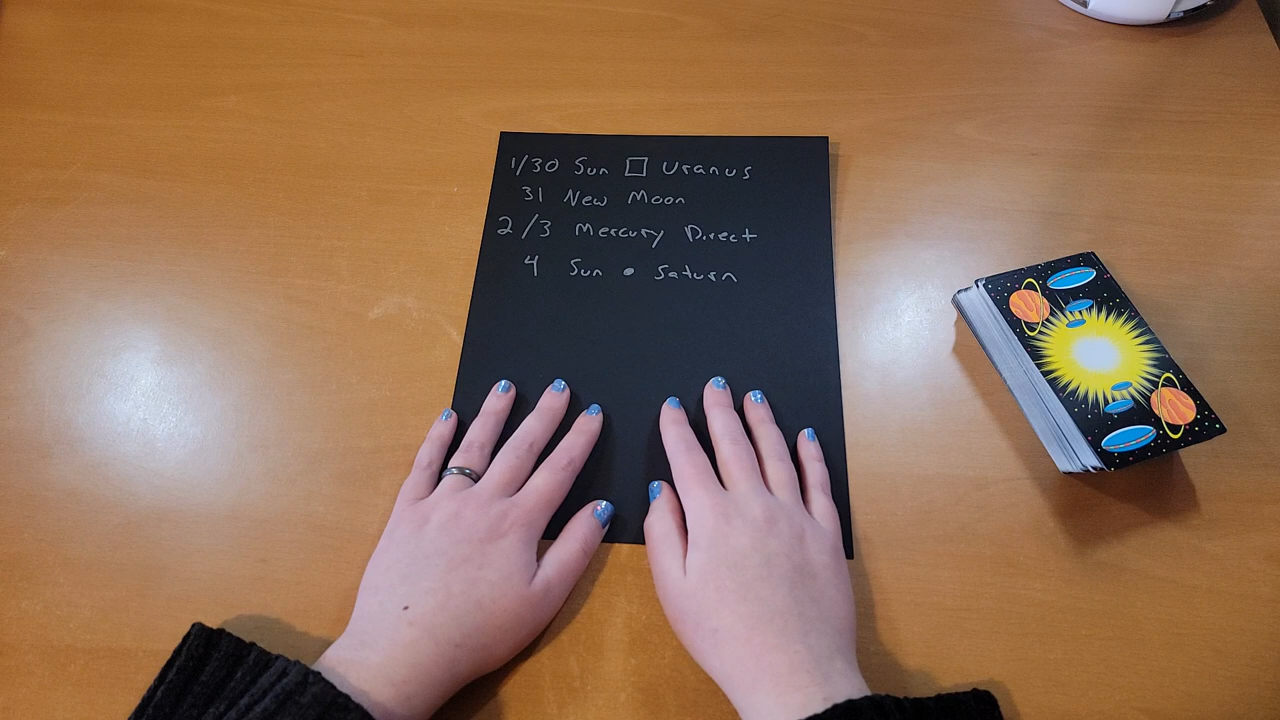 1/30 Sun □ Uranus
31 New Moon
2/3 Mercury Direct
4 Sun • Saturn